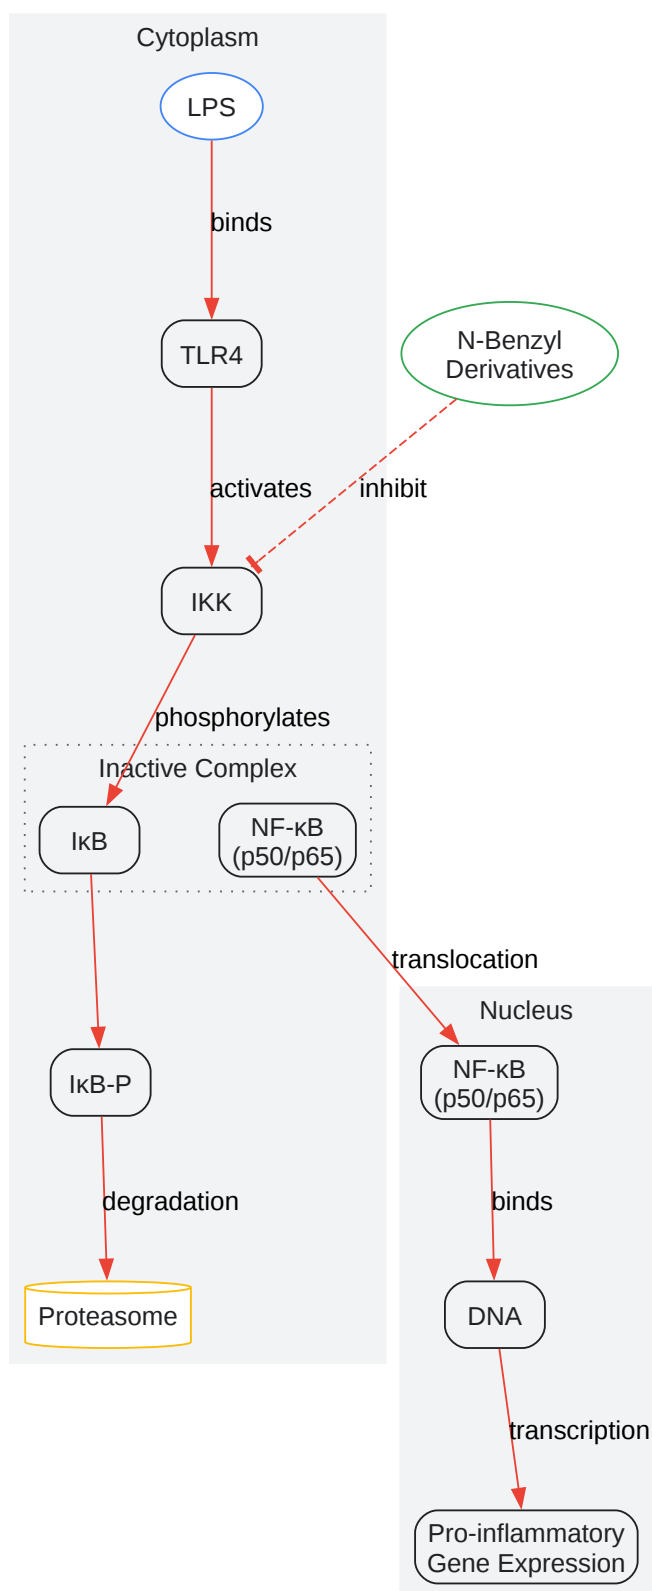 Cytoplasm
LPS
binds
TLR4
N-Benzyl
Derivatives
activates
inhibit
IKK
phosphorylates
Inactive Complex
IκB
NF-κB
(p50/p65)
translocation
Nucleus
NF-κB
(p50/p65)
IκB-P
degradation
binds
Proteasome
DNA
transcription
Pro-inflammatory
Gene Expression